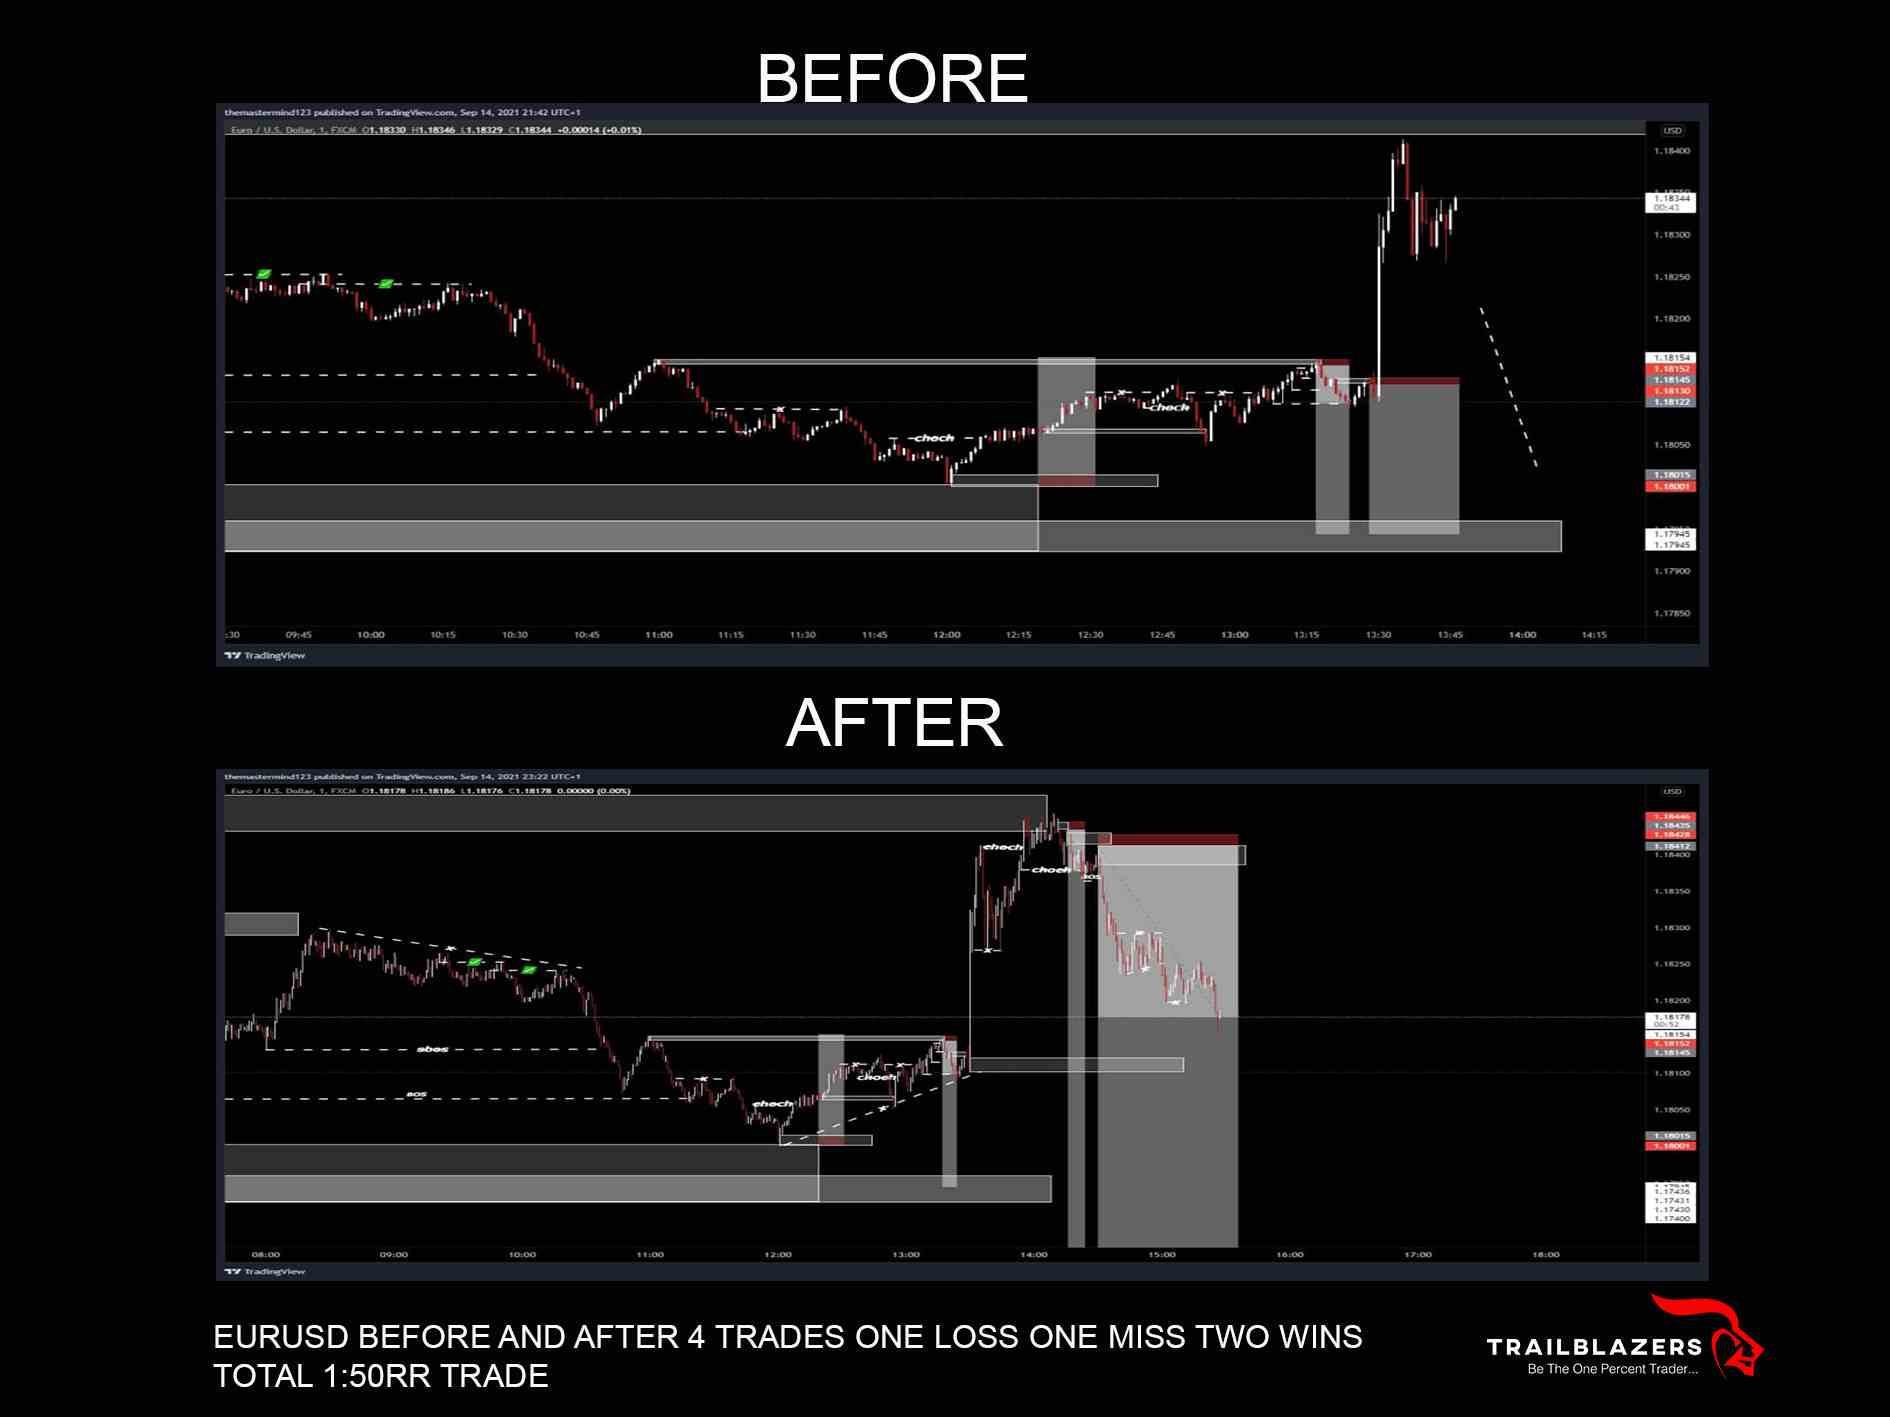 BEFORE
themastermind123 published on TradingView.com, Sep 14, 2021 21:42 UTC+1
Euro / U.S. Dollar, 1, FXCM O1.18330 H1.18346 L1.18329 C1.18344 +0.00014 (+0.01%)
USD
1.18400
1.18344
00:41
1.18300
1.18250
1.18200
1.18154
1.18152
1.18145
1.18130
1.18122
choch
choch
1.18050
1.18015
1.18001
1.17945
1.17945
1.17900
1.17850
:30 09:45 10:00 10:15 10:30 10:45 11:00 11:15 11:30 11:45 12:00 12:15 12:30 12:45 13:00 13:15 13:30 13:45 14:00 14:15
TradingView
AFTER
themastermind123 published on TradingView.com, Sep 14, 2021 23:22 UTC+1
Euro / U.S. Dollar, 1, FXCM O1.18178 H1.18186 L1.18176 C1.18178 0.00000 (0.00%)
USD
1.18446
1.18435
1.18428
1.18412
1.18400
choch
choch
BOS
1.18350
1.18300
1.18250
1.18200
1.18178
00:52
1.18154
1.18152
1.18145
sbos
1.18100
choch
BOS
choch
1.18050
1.18015
1.18001
1.17436
1.17431
1.17430
1.17400
08:00 09:00 10:00 11:00 12:00 13:00 14:00 15:00 16:00 17:00 18:00
TradingView
EURUSD BEFORE AND AFTER 4 TRADES ONE LOSS ONE MISS TWO WINS
TOTAL 1:50RR TRADE
TRAILBLAZERS
Be The One Percent Trader...